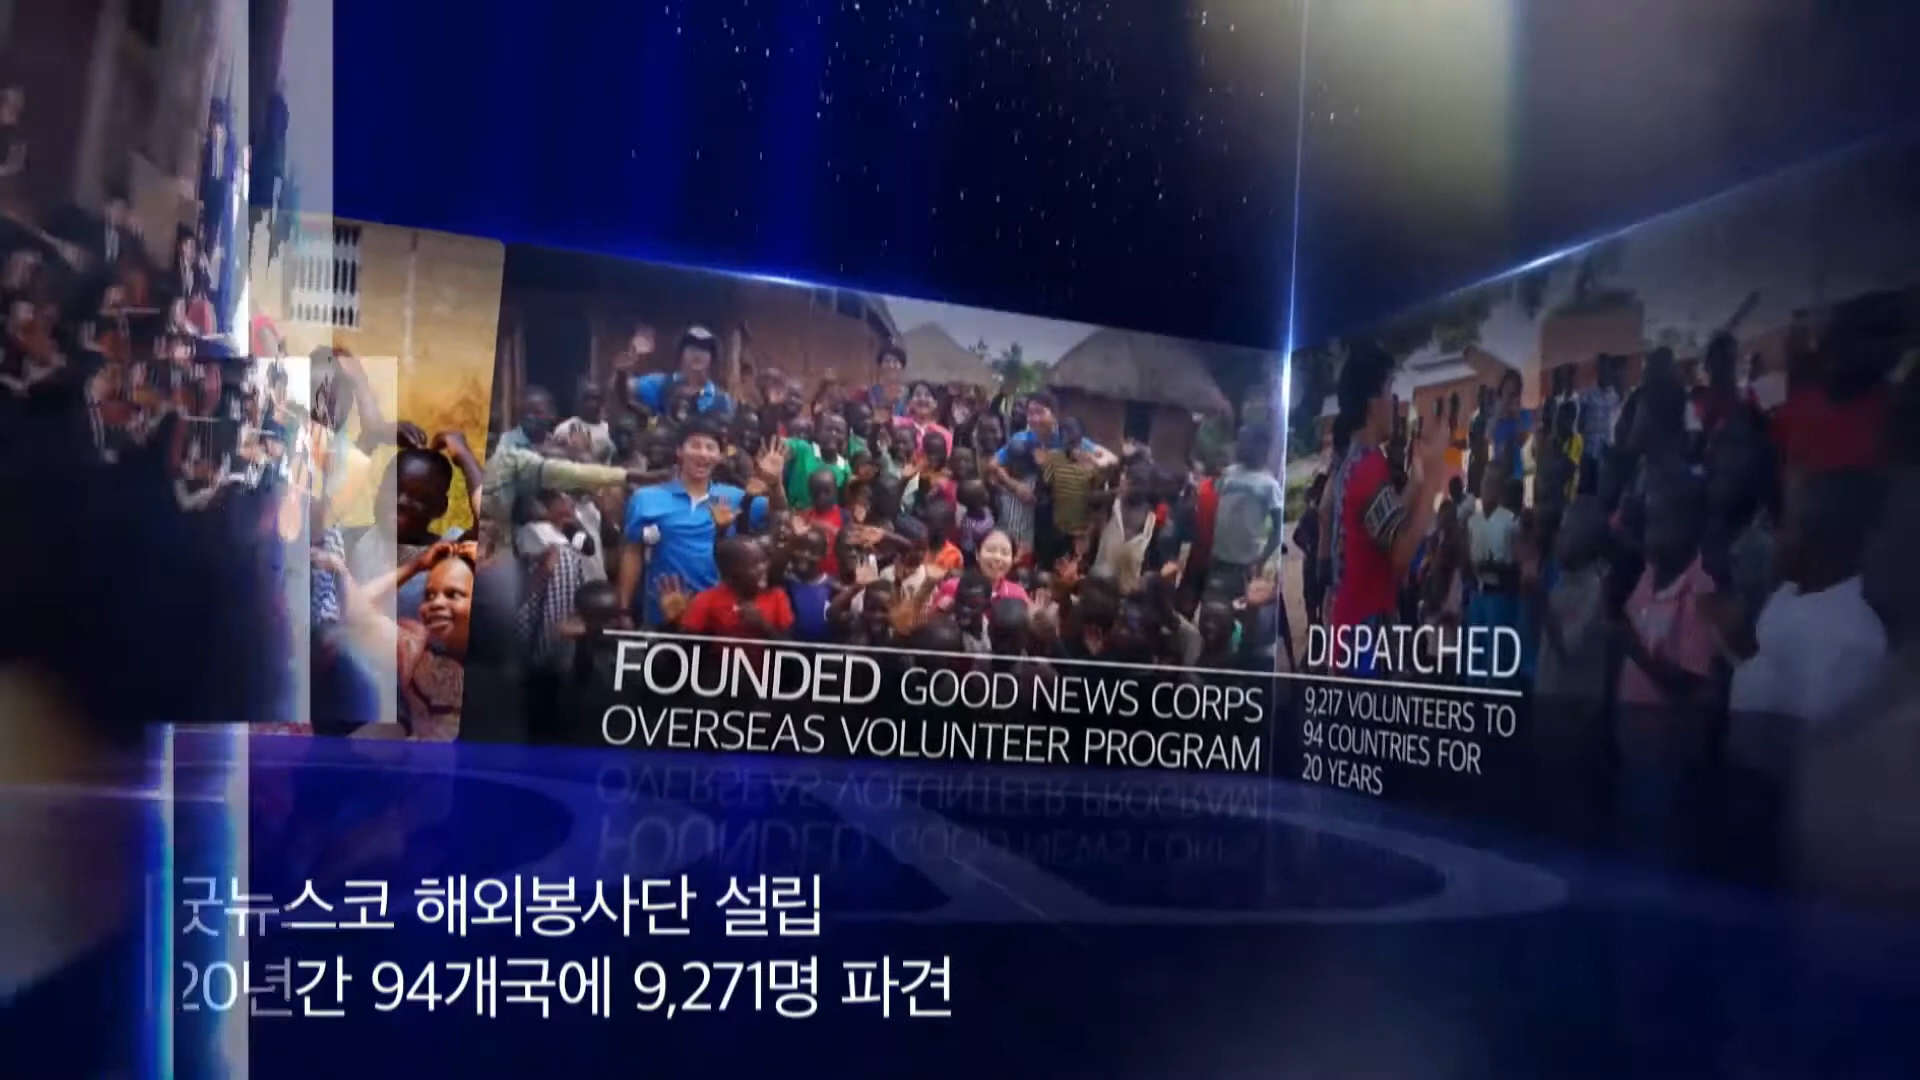 FOUNDED GOOD NEWS CORPS
OVERSEAS VOLUNTEER PROGRAM
DISPATCHED
9,217 VOLUNTEERS TO
94 COUNTRIES FOR
20 YEARS
굿뉴스코 해외봉사단 설립
20년간 94개국에 9,271명 파견